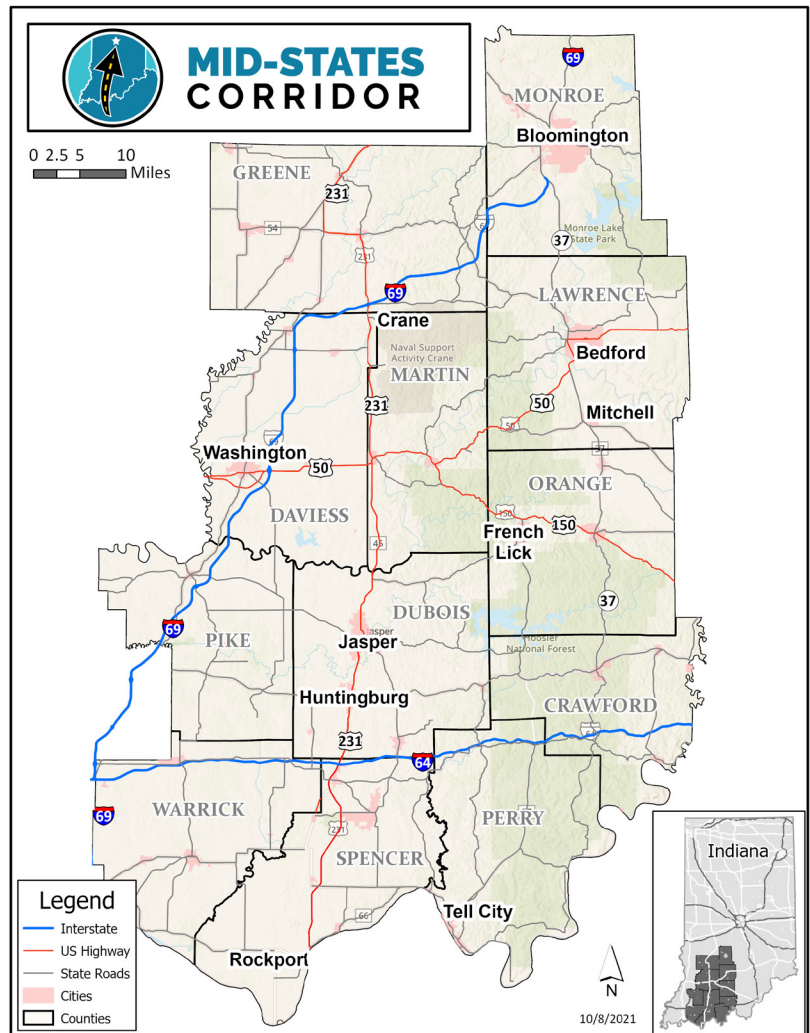 MID-STATES
CORRIDOR
0 2.5 5 10
Miles
69
MONROE
Bloomington
GREENE
231
54
231
69
Monroe Lake
State Park
37
69
LAWRENCE
Crane
Naval Support
Activity Crane
Bedford
MARTIN
231
50
Mitchell
50
69
37
Washington
50
ORANGE
150
150
DAVIESS
French
Lick
45
DUBOIS
37
69
PIKE
Jasper
Jasper
Hoosier
National Forest
Huntingburg
CRAWFORD
231
64
64
69
WARRICK
PERRY
231
SPENCER
Indiana
Legend
Interstate
US Highway
State Roads
Cities
Counties
66
Tell City
Rockport
N
10/8/2021